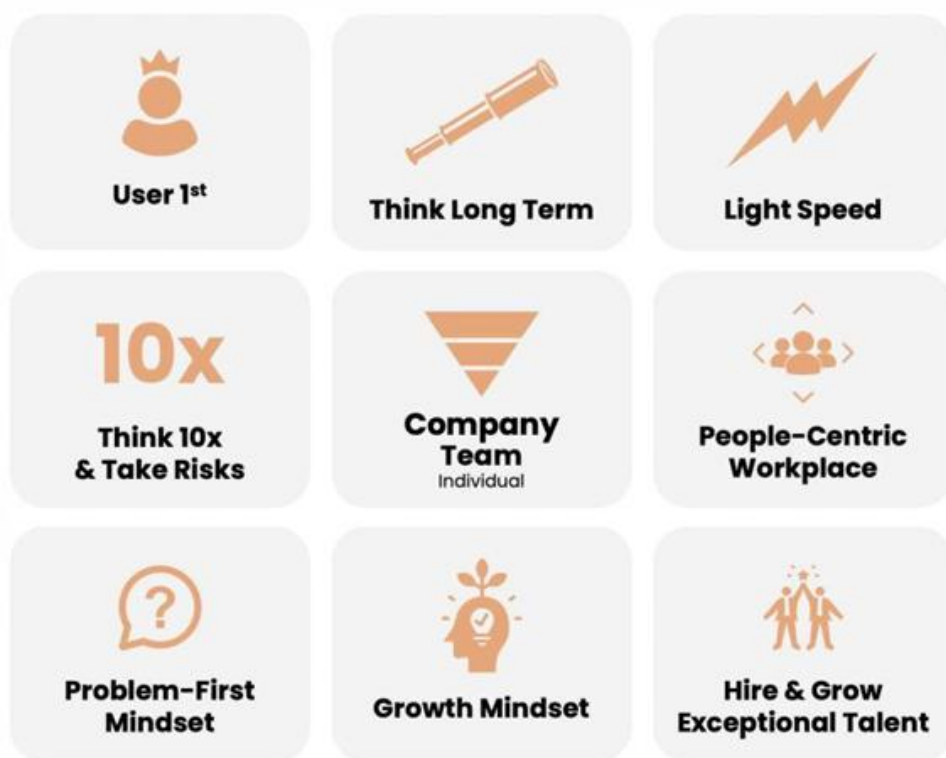 User 1st
Think Long Term
Light Speed
10x
Think 10x
& Take Risks
Company
Team
Individual
People-Centric
Workplace
?
Problem-First
Mindset
Growth Mindset
Hire & Grow
Exceptional Talent